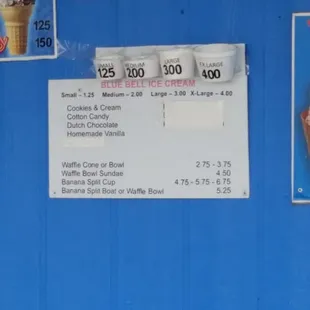 125
150
SMALL MEDIUM LARGE X-LARGE
125 200 300 400
BLUE BELL ICE CREAM
Small - 1.25 Medium - 2.00 Large - 3.00 X-Large - 4.00
Cookies & Cream
Cotton Candy
Dutch Chocolate
Homemade Vanilla
Waffle Cone or Bowl 2.75 - 3.75
Waffle Bowl Sundae 4.50
Banana Split Cup 4.75 - 5.75 - 6.75
Banana Split Boat or Waffle Bowl 5.25